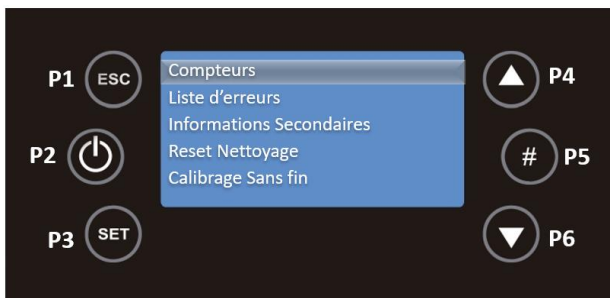 P1 ESC
P2
P3 SET
Compteurs
Liste d'erreurs
Informations Secondaires
Reset Nettoyage
Calibrage Sans fin
P4
# P5
P6